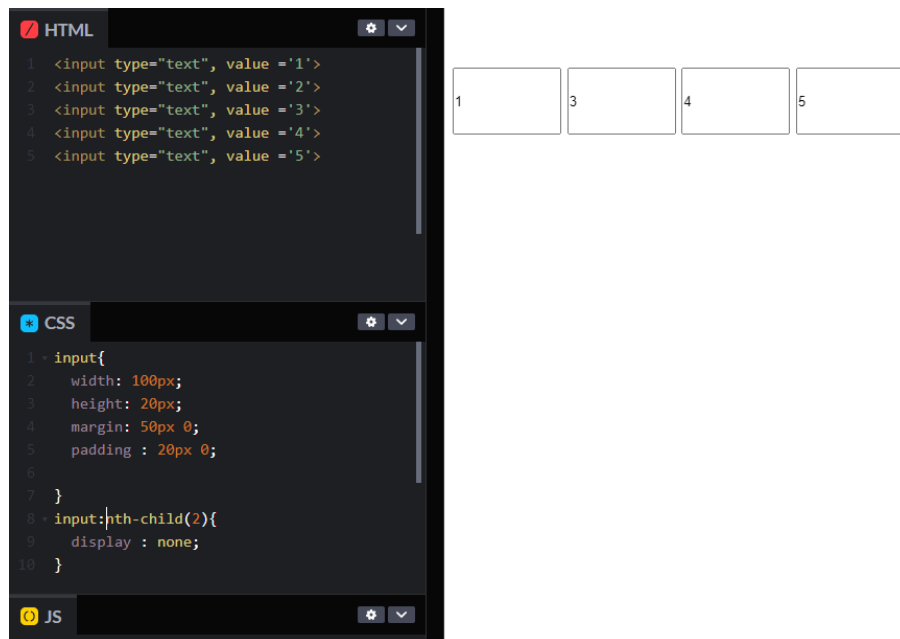 HTML
1 <input type="text", value ='1'>
2 <input type="text", value ='2'>
3 <input type="text", value ='3'>
4 <input type="text", value ='4'>
5 <input type="text", value ='5'>
CSS
1 input{
2 width: 100px;
3 height: 20px;
4 margin: 50px 0;
5 padding : 20px 0;
6
7 }
8 input:nth-child(2){
9 display : none;
10 }
JS
1 3 4 5